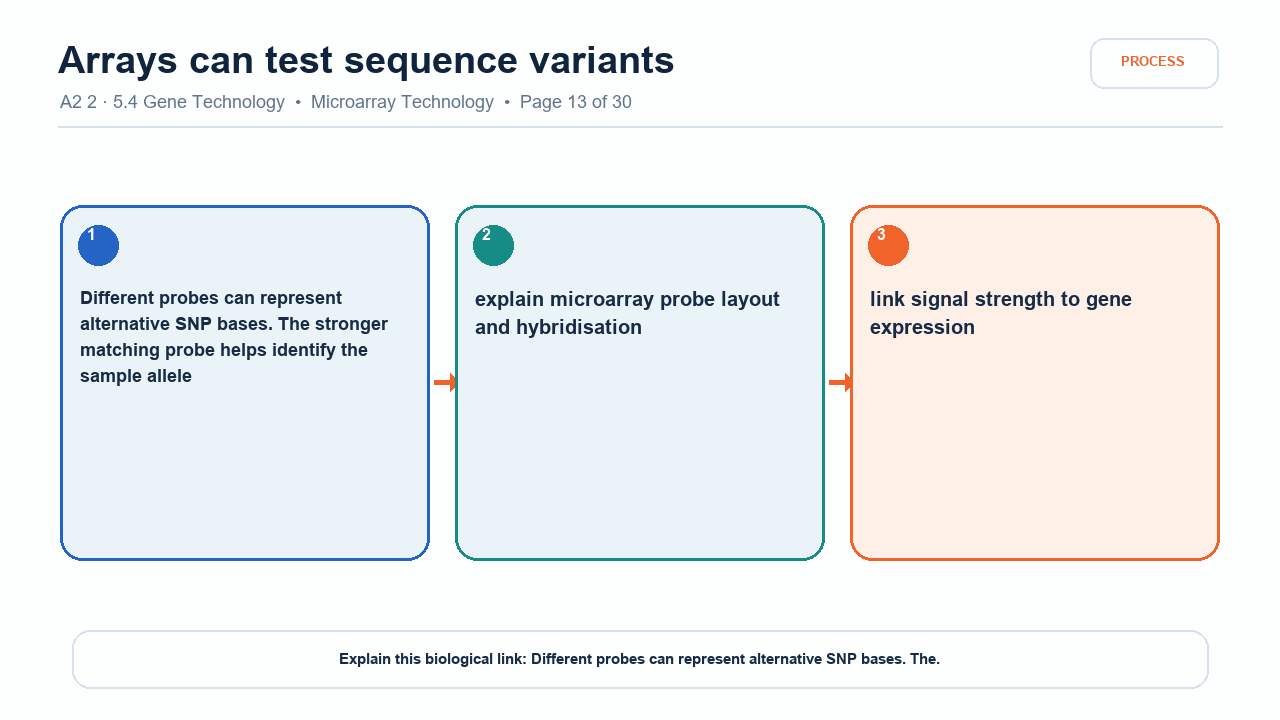 Arrays can test sequence variants
PROCESS
A2 2 · 5.4 Gene Technology • Microarray Technology • Page 13 of 30
1
Different probes can represent
alternative SNP bases. The stronger
matching probe helps identify the
sample allele
2
explain microarray probe layout
and hybridisation
3
link signal strength to gene
expression
Explain this biological link: Different probes can represent alternative SNP bases. The.